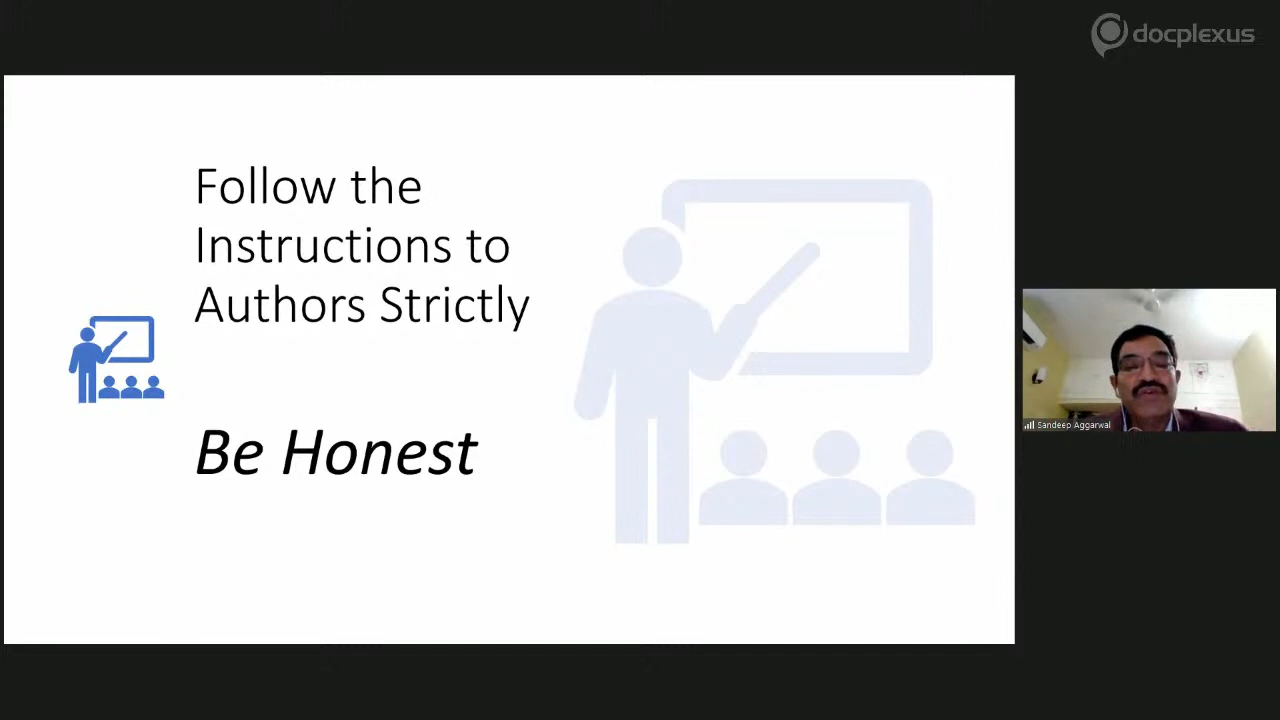 docplexus
Follow the
Instructions to
Authors Strictly
Be Honest
Sandeep Aggarwal